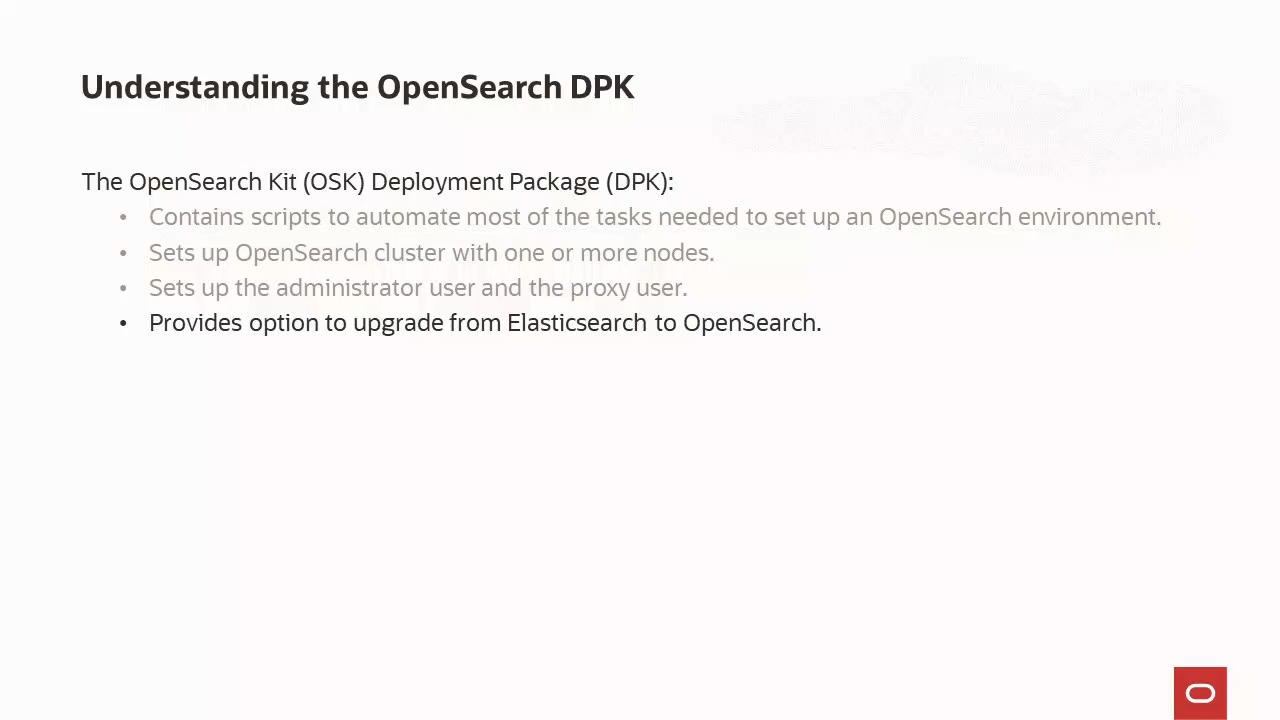 Understanding the OpenSearch DPK
The OpenSearch Kit (OSK) Deployment Package (DPK):
• Contains scripts to automate most of the tasks needed to set up an OpenSearch environment.
• Sets up OpenSearch cluster with one or more nodes.
• Sets up the administrator user and the proxy user.
• Provides option to upgrade from Elasticsearch to OpenSearch.